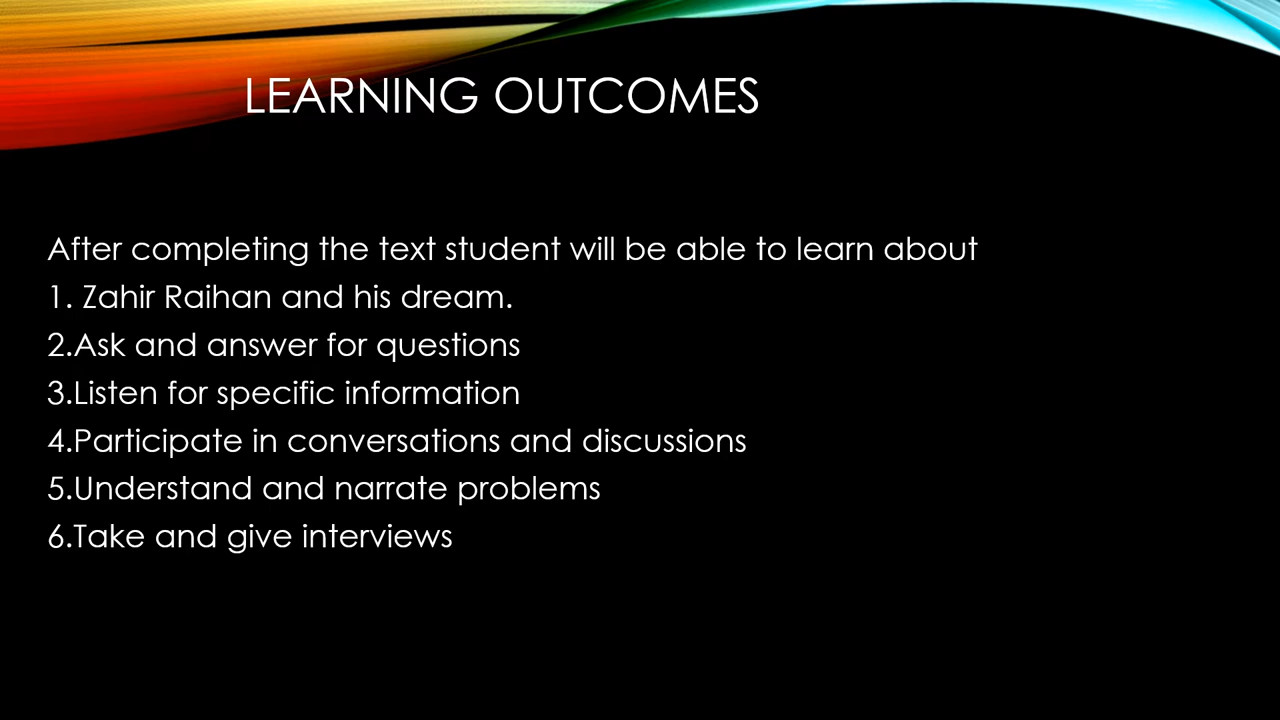 LEARNING OUTCOMES
After completing the text student will be able to learn about
1. Zahir Raihan and his dream.
2.Ask and answer for questions
3.Listen for specific information
4.Participate in conversations and discussions
5.Understand and narrate problems
6.Take and give interviews